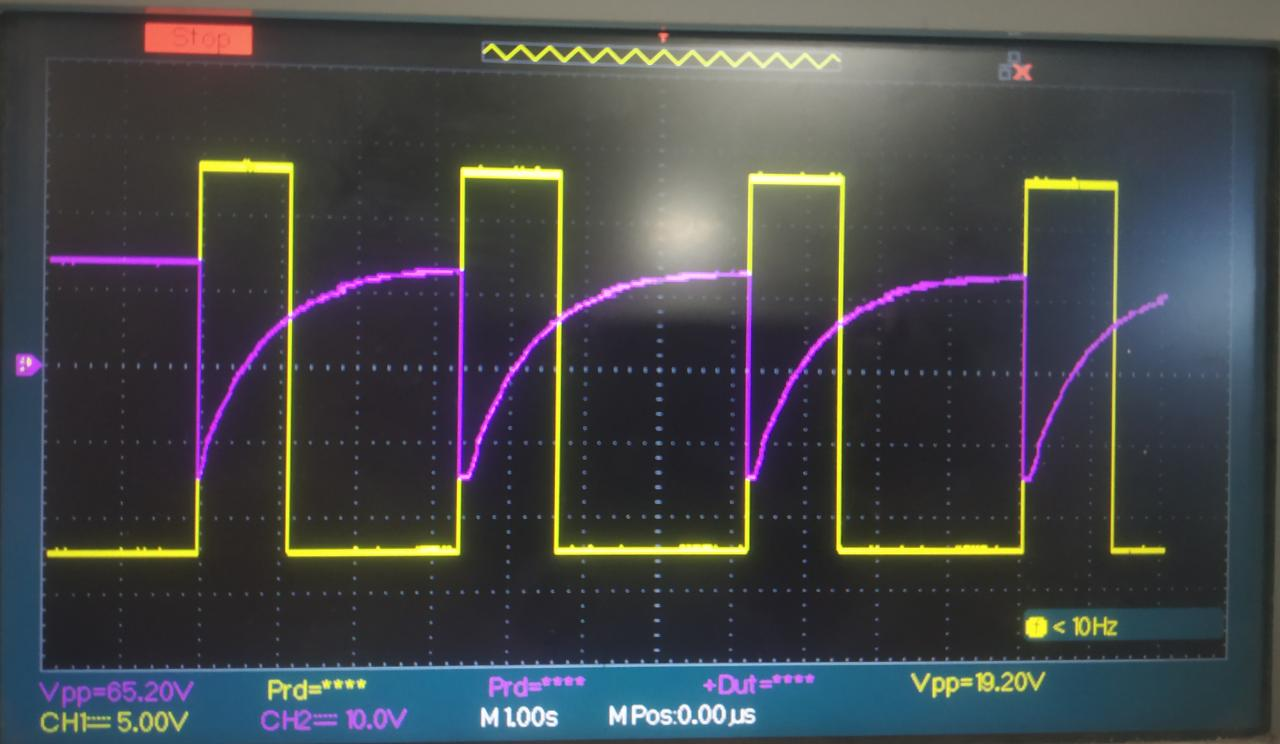 Stop
< 10Hz
Vpp=65.20V Prd=**** Prd=**** +Dut=**** Vpp=19.20V
CH1 5.00V CH2 10.0V M 1.00s M Pos:0.00µs